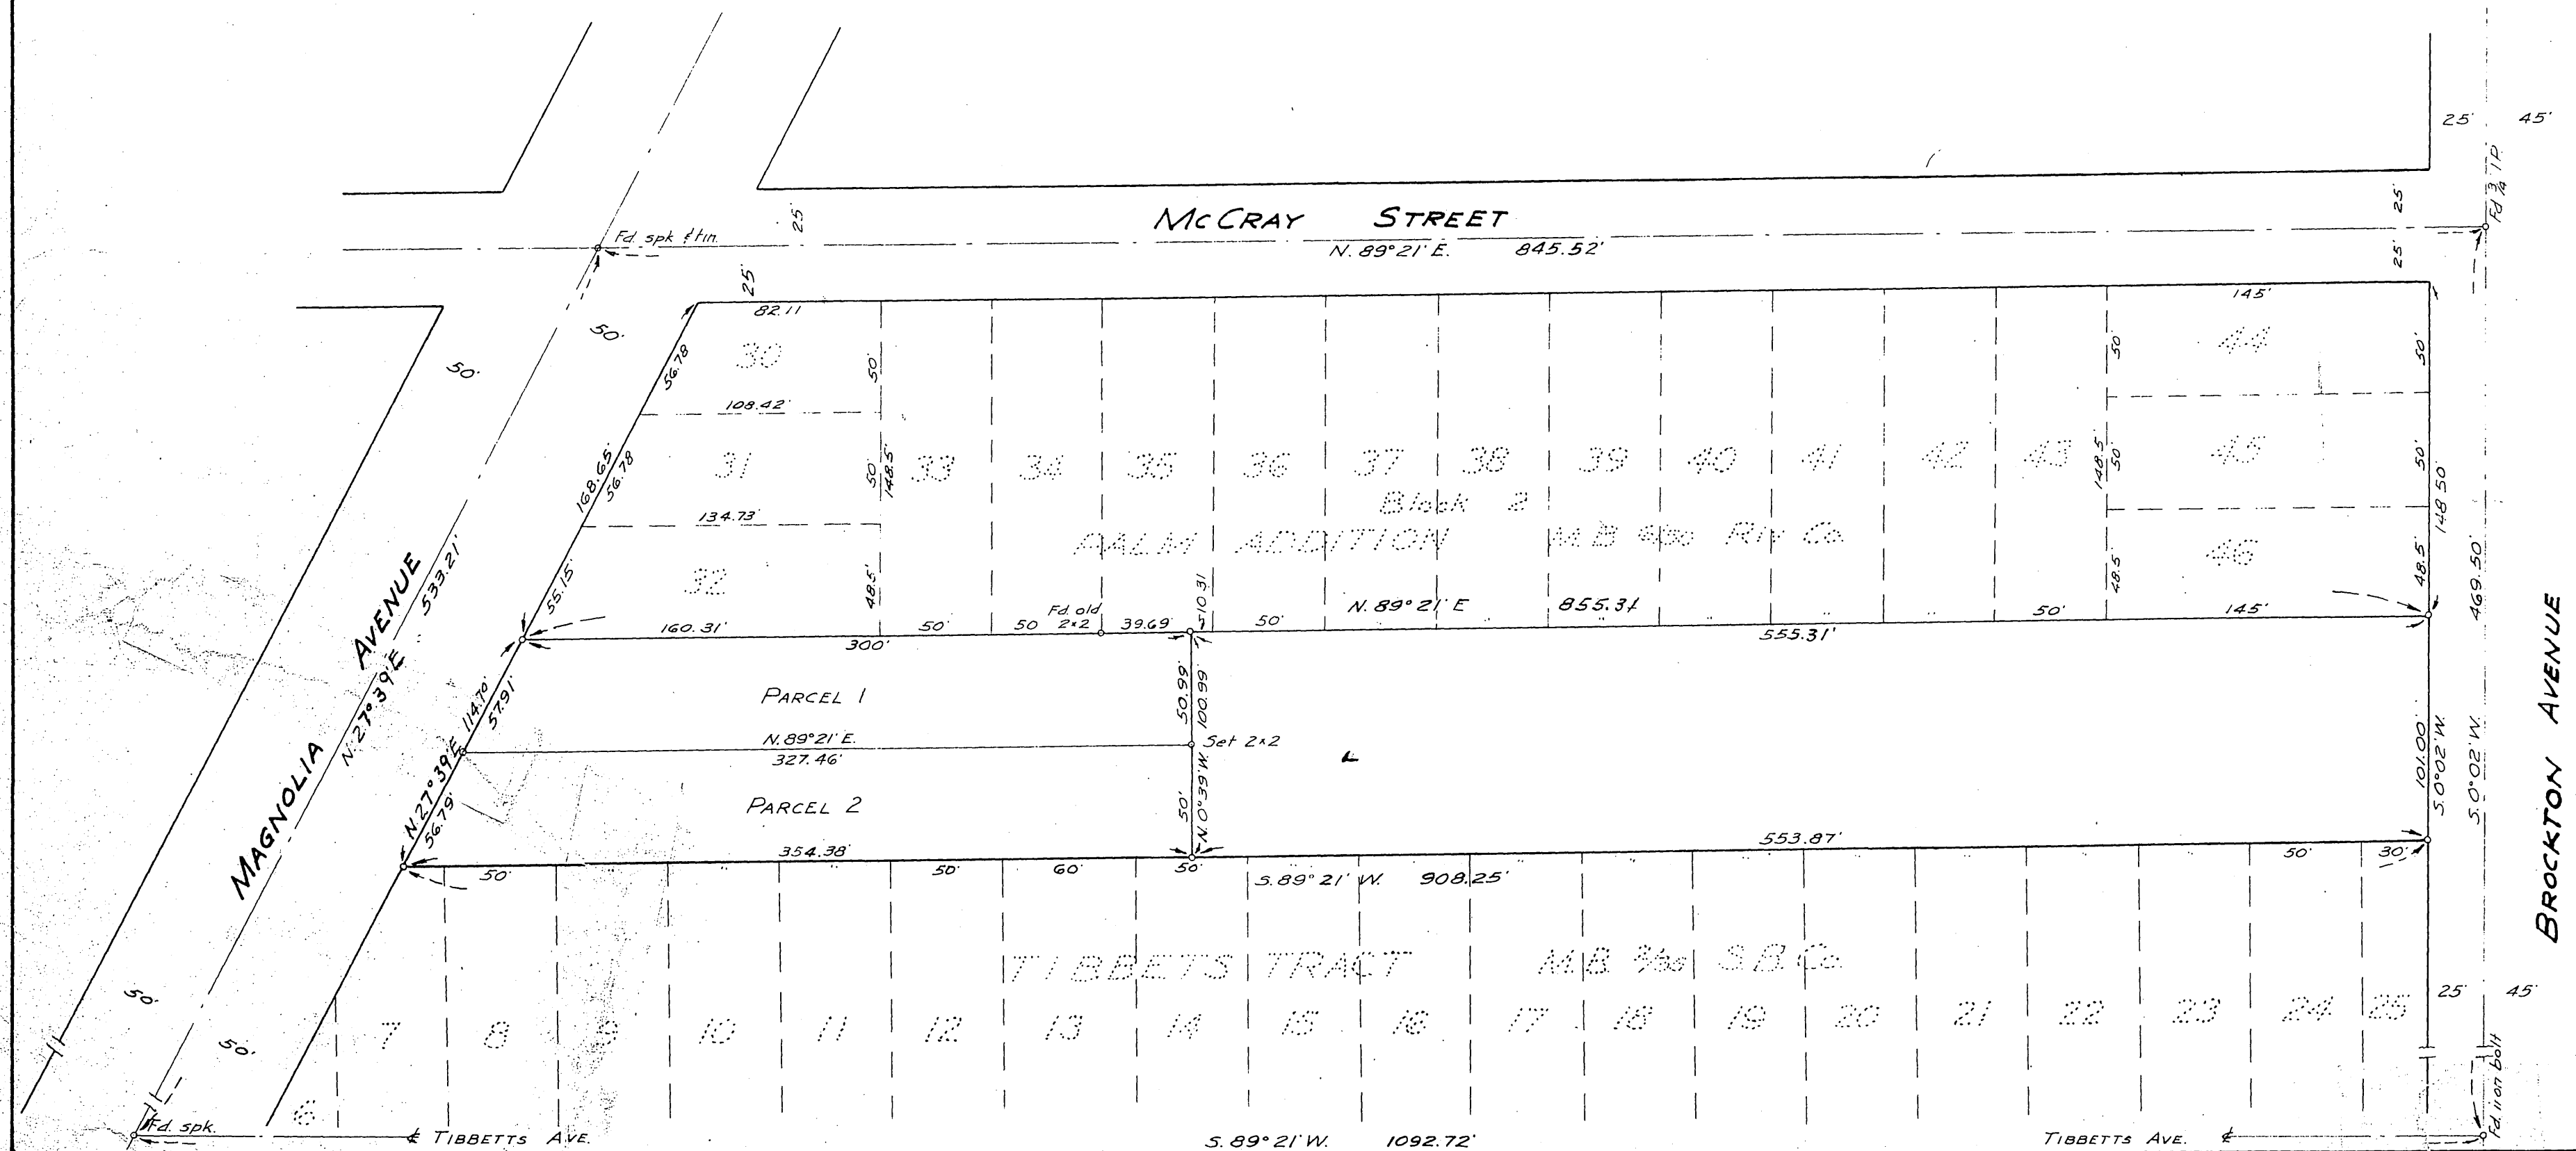 25' 45'
Fd. 3/4 I.P.
McCRAY STREET
N. 89°21' E. 845.52'
Fd. spk & tin.
25'
25'
25'
25'
50'
50'
82.11
145'
30
56.78
50'
44
50'
50'
108.42'
31
168.65'
56.78
50'
148.5'
33 34 35 36 37 38 39 40 41 42 43
148.5'
50'
45
50'
148.50'
134.73'
Block 2
PALM ADDITION M.B. Riv. Co.
32
55.15'
48.5'
48.5'
46
48.5'
469.50'
S. 0°02' W.
160.31' 50' 50' Fd. old 2x2 39.69' 10.31 50' N. 89°21' E 855.31 50' 145'
300' 555.31'
MAGNOLIA AVENUE
N. 27°39' E. 533.21'
PARCEL 1
N. 27°39' E. 114.70'
57.91'
50.99'
N. 0°39' W. 100.99'
N. 89°21' E.
327.46'
Set 2x2
PARCEL 2
56.79'
50'
101.00'
S. 0°02' W.
BROCKTON AVENUE
354.38' 553.87'
50' 50' 60' 50' 50' 30'
S. 89°21' W. 908.25'
TIBBETS TRACT M.B. S.B. Co.
50'
50'
25' 45'
6 7 8 9 10 11 12 13 14 15 16 17 18 19 20 21 22 23 24 25
Fd. spk.
Fd. iron bolt
℄ TIBBETTS AVE. S. 89°21' W. 1092.72' TIBBETTS AVE. ℄